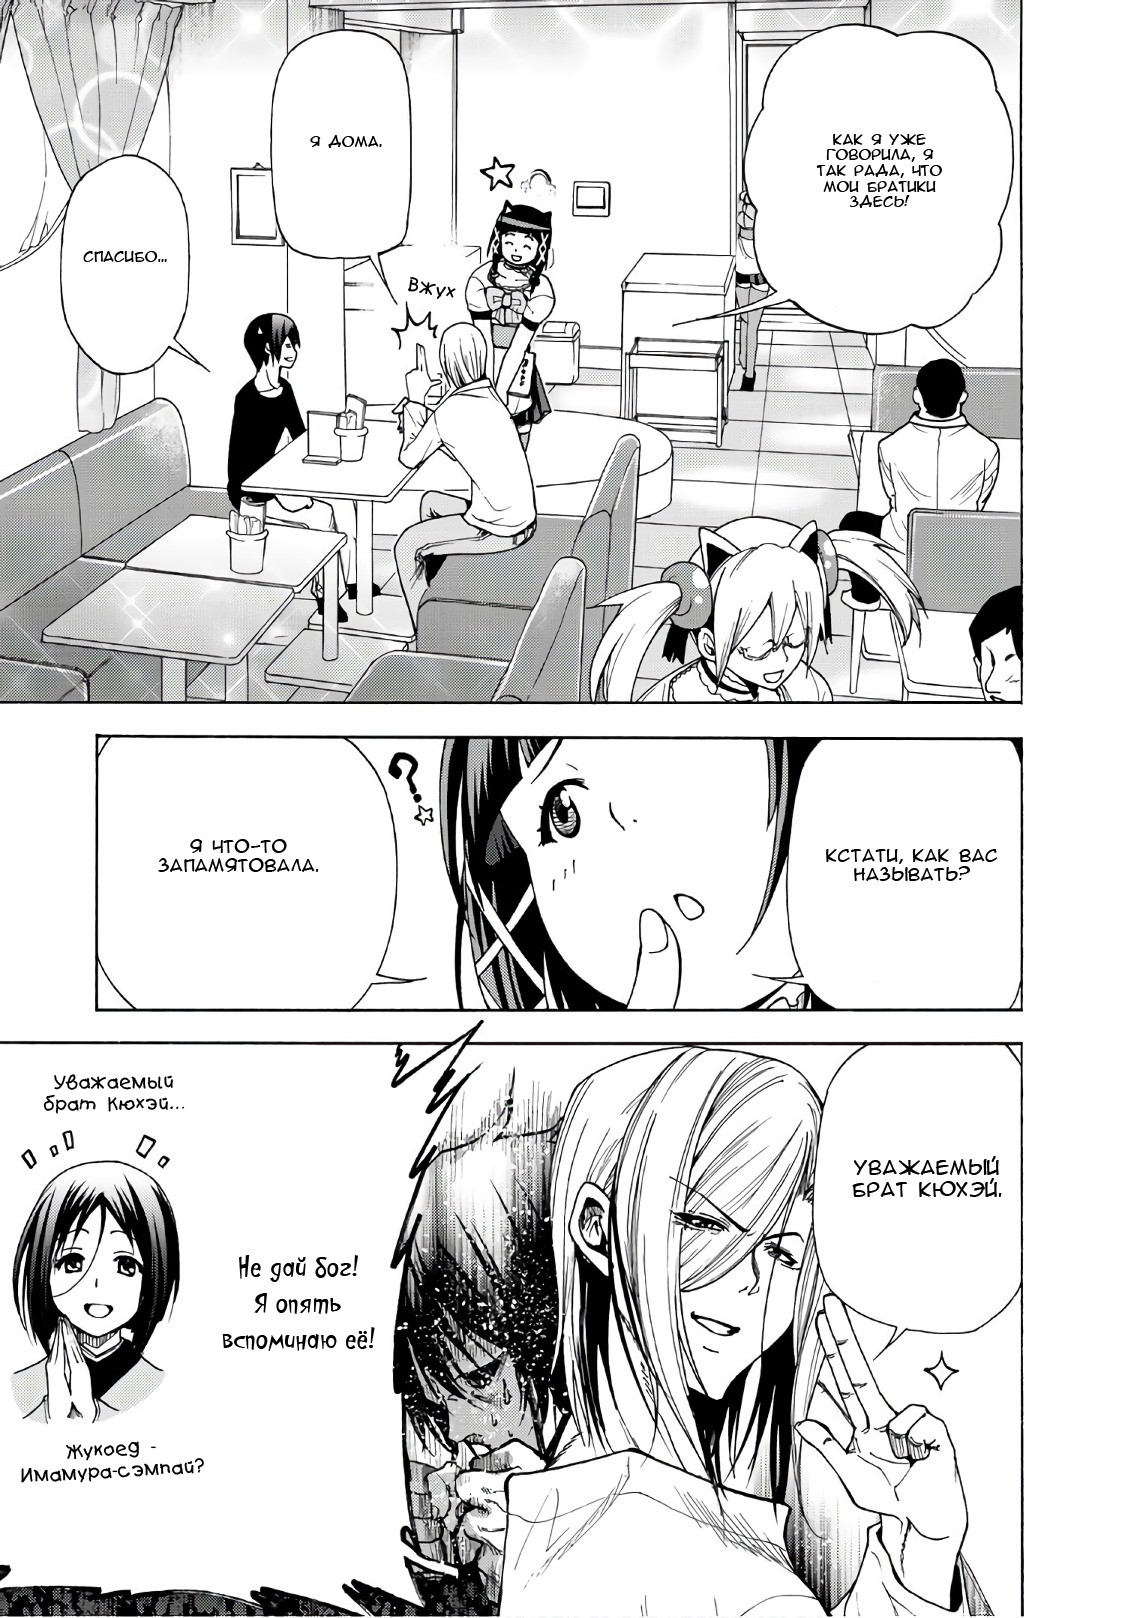 КАК Я УЖЕ
ГОВОРИЛА, Я
ТАК РАДА, ЧТО
МОИ БРАТИКИ
ЗДЕСЬ!
Я ДОМА.
ВЖУХ
СПАСИБО...
КСТАТИ, КАК ВАС
НАЗЫВАТЬ?
?
Я ЧТО-ТО
ЗАПАМЯТОВАЛА.
УВАЖАЕМЫЙ
БРАТ КЮХЭЙ.
Не дай бог!
Я опять
вспоминаю её!
Уважаемый
брат Кюхэй...
Жукоед -
Имамура-сэмпай?